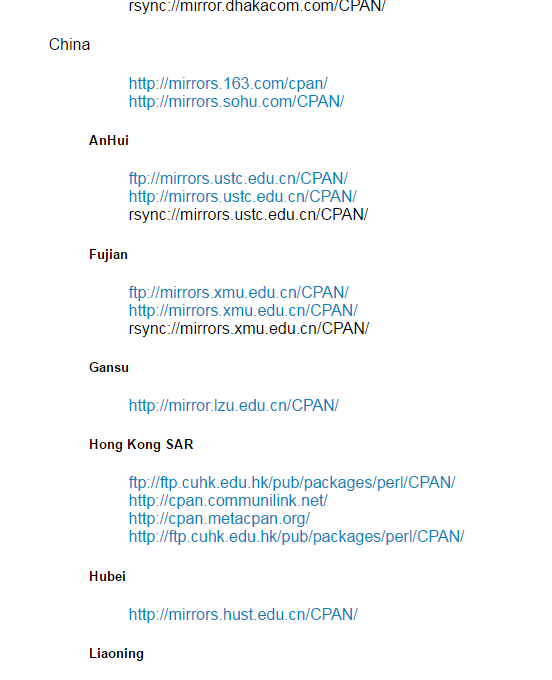 rsync://mirror.dhakacom.com/CPAN/
China
http://mirrors.163.com/cpan/
http://mirrors.sohu.com/CPAN/
AnHui
ftp://mirrors.ustc.edu.cn/CPAN/
http://mirrors.ustc.edu.cn/CPAN/
rsync://mirrors.ustc.edu.cn/CPAN/
Fujian
ftp://mirrors.xmu.edu.cn/CPAN/
http://mirrors.xmu.edu.cn/CPAN/
rsync://mirrors.xmu.edu.cn/CPAN/
Gansu
http://mirror.lzu.edu.cn/CPAN/
Hong Kong SAR
ftp://ftp.cuhk.edu.hk/pub/packages/perl/CPAN/
http://cpan.communilink.net/
http://cpan.metacpan.org/
http://ftp.cuhk.edu.hk/pub/packages/perl/CPAN/
Hubei
http://mirrors.hust.edu.cn/CPAN/
Liaoning